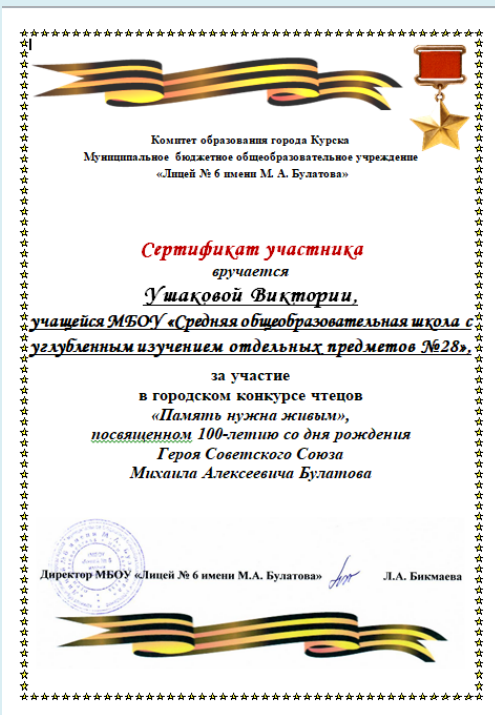 Комитет образования города Курска
Муниципальное бюджетное общеобразовательное учреждение
«Лицей № 6 имени М. А. Булатова»
Сертификат участника
вручается
Ушаковой Виктории,
учащейся МБОУ «Средняя общеобразовательная школа с
углубленным изучением отдельных предметов №28»,
за участие
в городском конкурсе чтецов
«Память нужна живым»,
посвященном 100-летию со дня рождения
Героя Советского Союза
Михаила Алексеевича Булатова
Директор МБОУ «Лицей № 6 имени М.А. Булатова» Л.А. Бикмаева